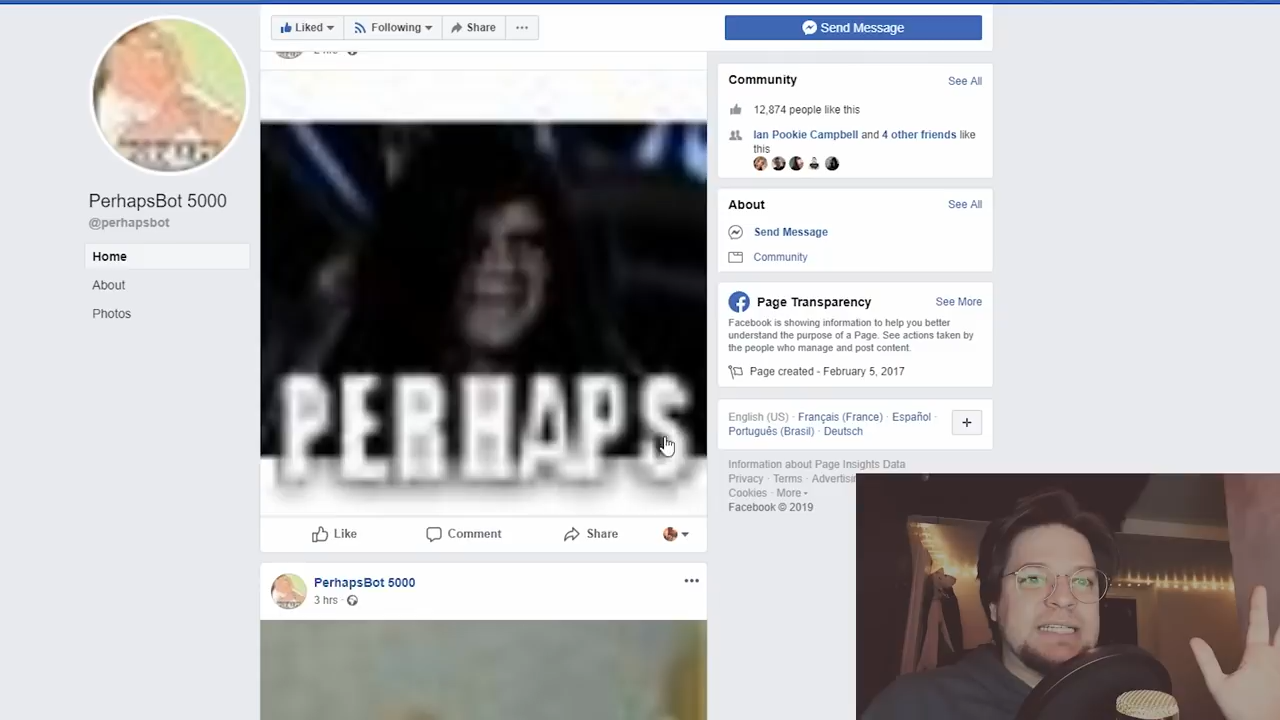 Liked
Following
Share
Send Message
PerhapsBot 5000
@perhapsbot
Home
About
Photos
PERHAPS
Like
Comment
Share
PerhapsBot 5000
3 hrs
Community
See All
12,874 people like this
Ian Pookie Campbell and 4 other friends like
this
About
See All
Send Message
Community
Page Transparency
See More
Facebook is showing information to help you better
understand the purpose of a Page. See actions taken by
the people who manage and post content.
Page created - February 5, 2017
English (US) · Français (France) · Español ·
Português (Brasil) · Deutsch
Information about Page Insights Data
Privacy · Terms ·
Cookies · More
Facebook © 2019